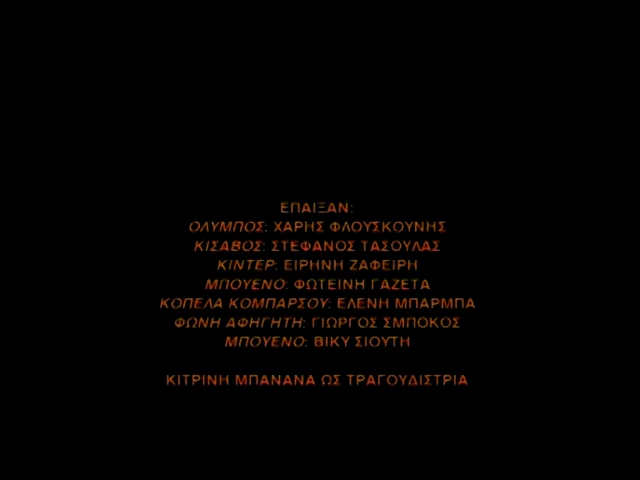 ΕΠΑΙΞΑΝ:
ΟΛΥΜΠΟΣ: ΧΑΡΗΣ ΦΛΟΥΣΚΟΥΝΗΣ
ΚΙΣΑΒΟΣ: ΣΤΕΦΑΝΟΣ ΤΑΣΟΥΛΑΣ
ΚΙΝΤΕΡ: ΕΙΡΗΝΗ ΖΑΦΕΙΡΗ
ΜΠΟΥΕΝΟ: ΦΩΤΕΙΝΗ ΓΑΖΕΤΑ
ΚΟΠΕΛΑ ΚΟΜΠΑΡΣΟΥ: ΕΛΕΝΗ ΜΠΑΡΜΠΑ
ΦΩΝΗ ΑΦΗΓΗΤΗ: ΓΙΩΡΓΟΣ ΣΜΠΟΚΟΣ
ΜΠΟΥΕΝΟ: ΒΙΚΥ ΣΙΟΥΤΗ
ΚΙΤΡΙΝΗ ΜΠΑΝΑΝΑ ΩΣ ΤΡΑΓΟΥΔΙΣΤΡΙΑ